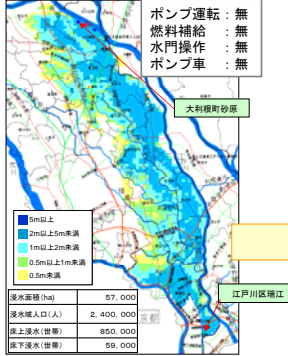 ポンプ運転：無
燃料補給 ：無
水門操作 ：無
ポンプ車 ：無
大利根町砂原
5m以上
2m以上5m未満
1m以上2m未満
0.5m以上1m未満
0.5m未満
江戸川区瑞江
浸水面積(ha) 57,000
浸水域人口(人) 2,400,000
床上浸水(世帯) 850,000
床下浸水(世帯) 59,000
京都